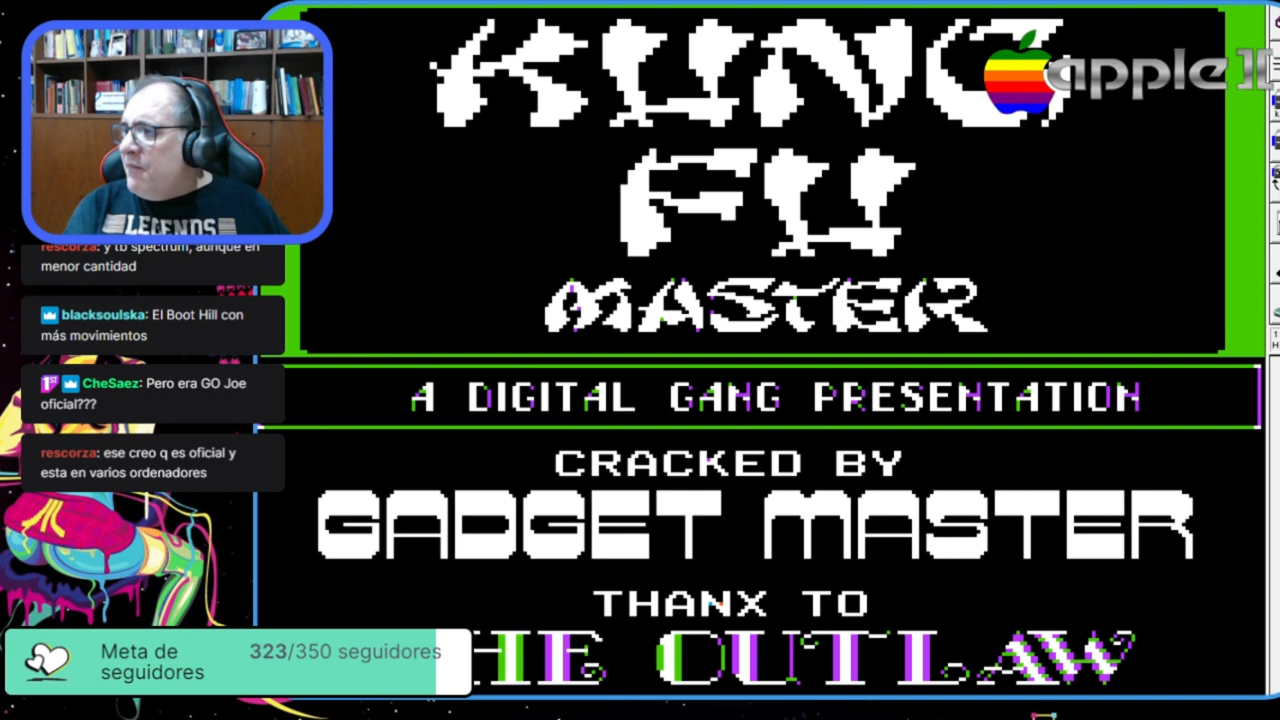 KUNG
FU
MASTER
apple ][
A DIGITAL GANG PRESENTATION
CRACKED BY
GADGET MASTER
THANX TO
THE OUTLAW
LEGENDS
rescorza: y tb spectrum, aunque en
menor cantidad
blacksoulska: El Boot Hill con
más movimientos
1ST CheSaez: Pero era GO Joe
oficial???
rescorza: ese creo q es oficial y
esta en varios ordenadores
Meta de
seguidores
323/350 seguidores